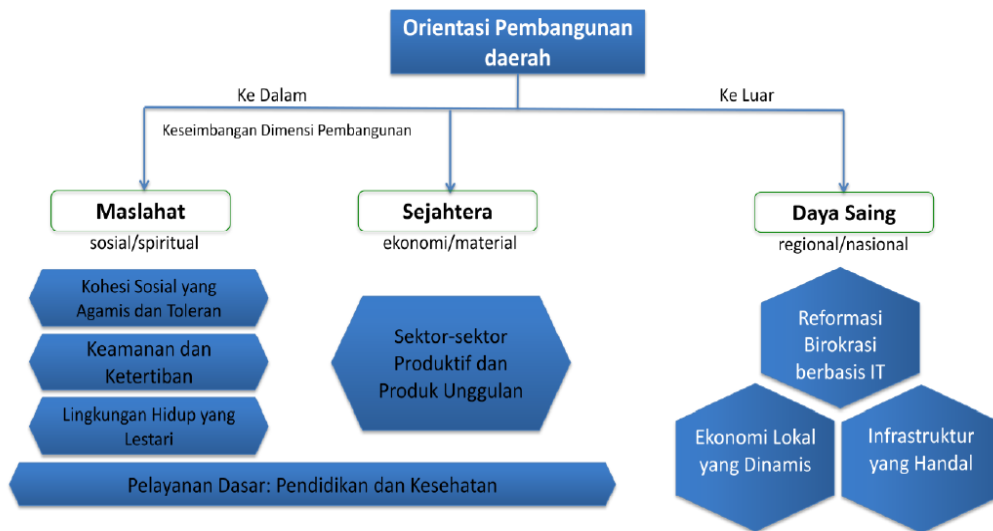 Orientasi Pembangunan
daerah
Ke Dalam
Ke Luar
Keseimbangan Dimensi Pembangunan
Maslahat
sosial/spiritual
Kohesi Sosial yang
Agamis dan Toleran
Keamanan dan
Ketertiban
Lingkungan Hidup yang
Lestari
Sejahtera
ekonomi/material
Sektor-sektor
Produktif dan
Produk Unggulan
Pelayanan Dasar: Pendidikan dan Kesehatan
Daya Saing
regional/nasional
Reformasi
Birokrasi
berbasis IT
Ekonomi Lokal
yang Dinamis
Infrastruktur
yang Handal